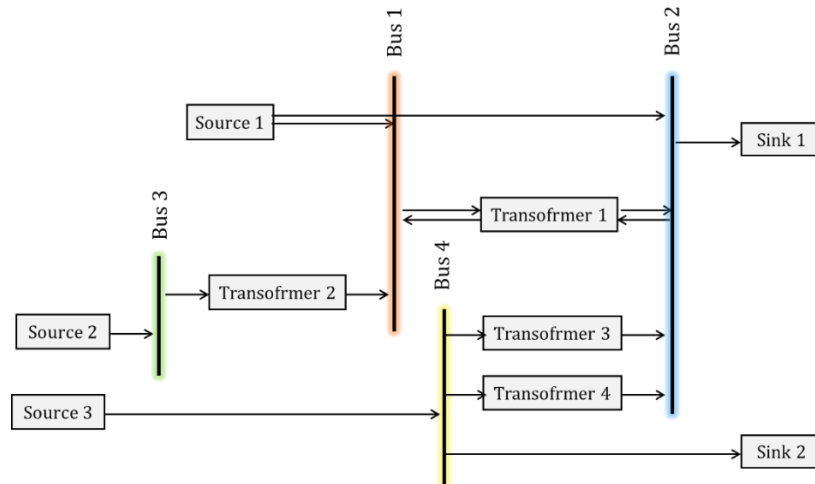 Bus 1
Bus 2
Source 1
Sink 1
Bus 3
Transofrmer 1
Bus 4
Transofrmer 2
Source 2
Transofrmer 3
Source 3
Transofrmer 4
Sink 2